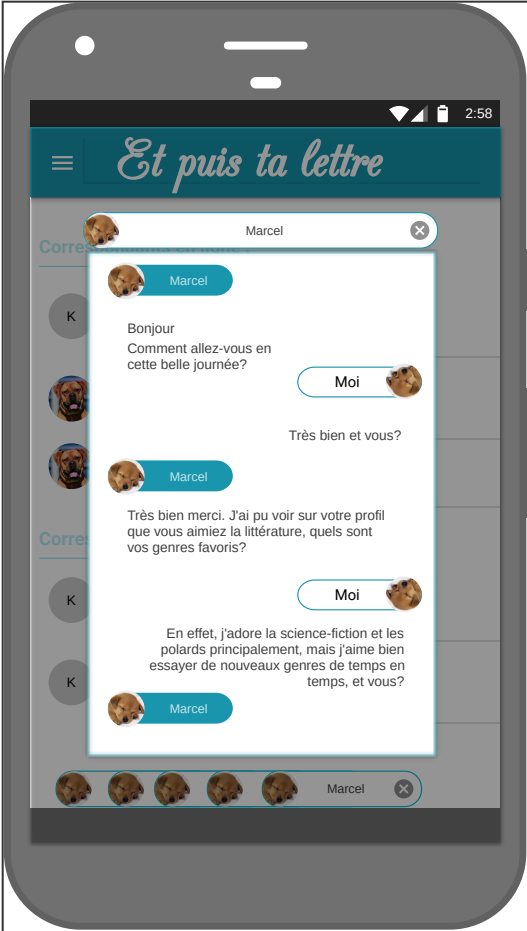 2:58
Et puis ta lettre
Marcel
Marcel
Bonjour
Comment allez-vous en
cette belle journée?
Moi
Très bien et vous?
Marcel
Très bien merci. J'ai pu voir sur votre profil
que vous aimiez la littérature, quels sont
vos genres favoris?
Moi
En effet, j'adore la science-fiction et les
polards principalement, mais j'aime bien
essayer de nouveaux genres de temps en
temps, et vous?
Marcel
K
Corre
K
K
Marcel